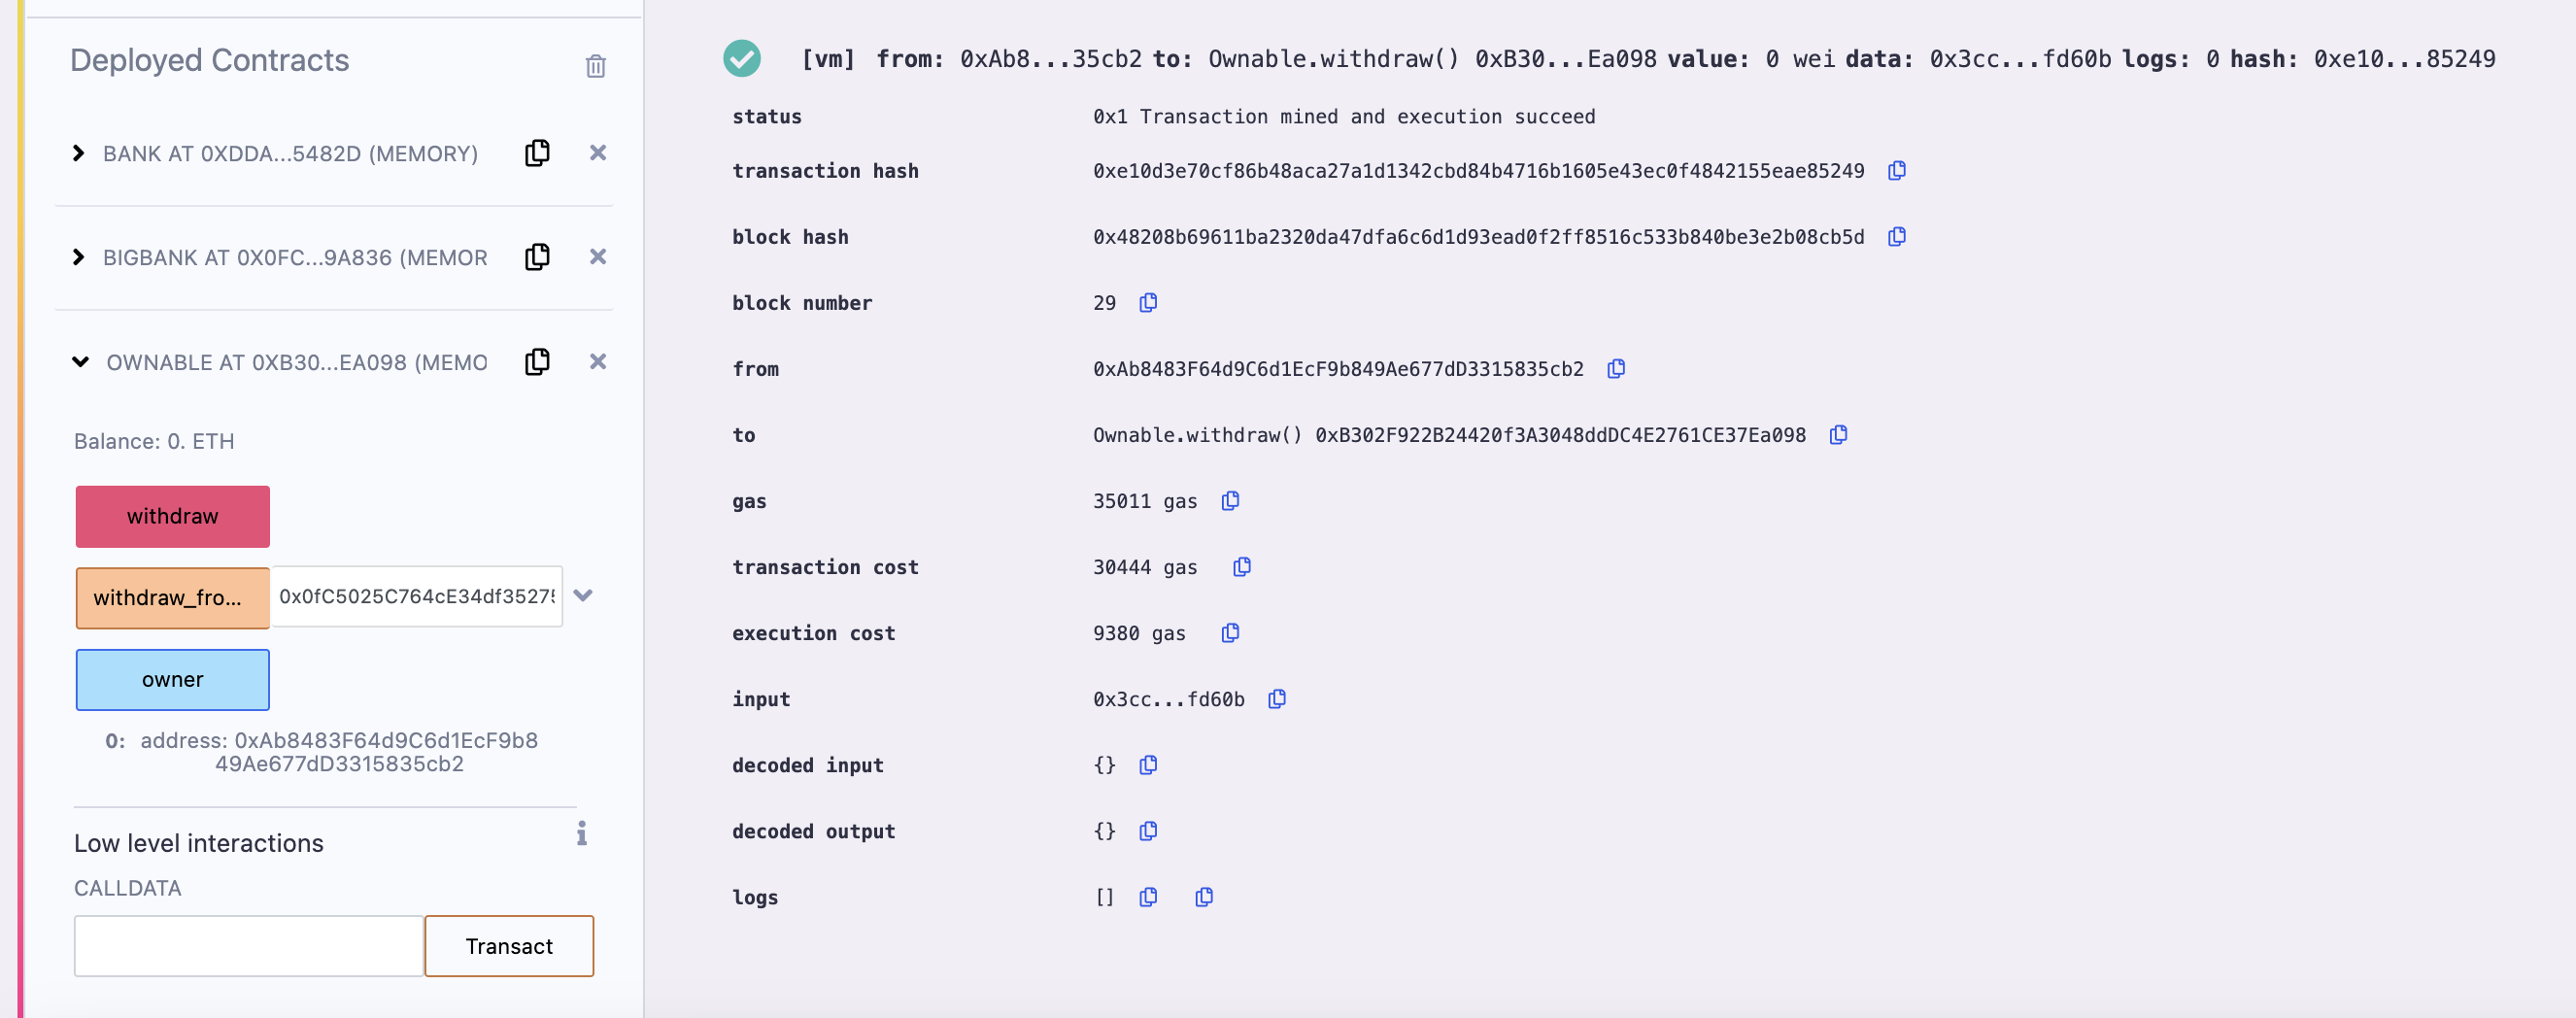 Deployed Contracts
BANK AT 0XDDA...5482D (MEMORY)
BIGBANK AT 0X0FC...9A836 (MEMOR
OWNABLE AT 0XB30...EA098 (MEMO
Balance: 0. ETH
withdraw
withdraw_fro...
0x0fC5025C764cE34df35275
owner
0: address: 0xAb8483F64d9C6d1EcF9b8
49Ae677dD3315835cb2
Low level interactions
CALLDATA
Transact
[vm] from: 0xAb8...35cb2 to: Ownable.withdraw() 0xB30...Ea098 value: 0 wei data: 0x3cc...fd60b logs: 0 hash: 0xe10...85249
status 0x1 Transaction mined and execution succeed
transaction hash 0xe10d3e70cf86b48aca27a1d1342cbd84b4716b1605e43ec0f4842155eae85249
block hash 0x48208b69611ba2320da47dfa6c6d1d93ead0f2ff8516c533b840be3e2b08cb5d
block number 29
from 0xAb8483F64d9C6d1EcF9b849Ae677dD3315835cb2
to Ownable.withdraw() 0xB302F922B24420f3A3048ddDC4E2761CE37Ea098
gas 35011 gas
transaction cost 30444 gas
execution cost 9380 gas
input 0x3cc...fd60b
decoded input {}
decoded output {}
logs []